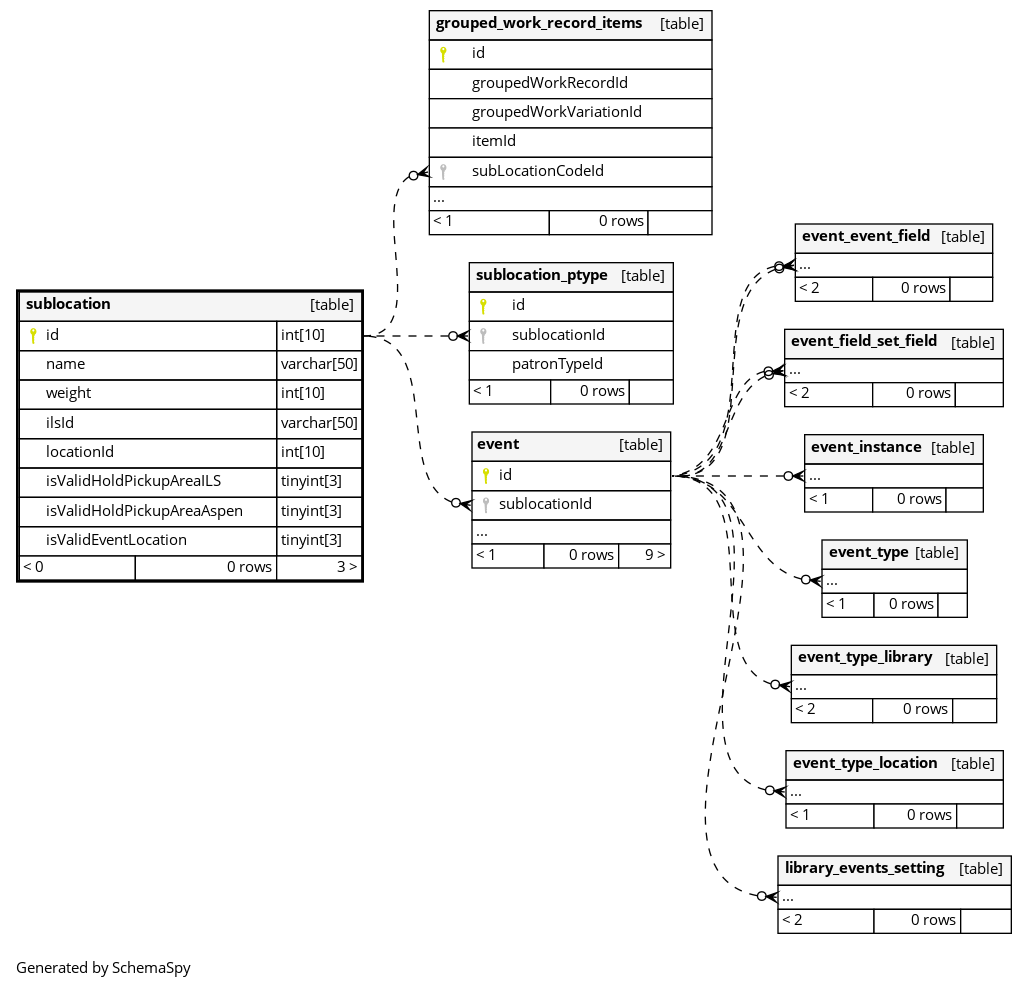 grouped_work_record_items [table]
id
groupedWorkRecordId
groupedWorkVariationId
itemId
subLocationCodeId
...
< 1 0 rows
sublocation_ptype [table]
id
sublocationId
patronTypeId
< 1 0 rows
sublocation [table]
id int[10]
name varchar[50]
weight int[10]
ilsId varchar[50]
locationId int[10]
isValidHoldPickupAreaILS tinyint[3]
isValidHoldPickupAreaAspen tinyint[3]
isValidEventLocation tinyint[3]
< 0 0 rows 3 >
event [table]
id
sublocationId
...
< 1 0 rows 9 >
event_event_field [table]
...
< 2 0 rows
event_field_set_field [table]
...
< 2 0 rows
event_instance [table]
...
< 1 0 rows
event_type [table]
...
< 1 0 rows
event_type_library [table]
...
< 2 0 rows
event_type_location [table]
...
< 1 0 rows
library_events_setting [table]
...
< 2 0 rows
Generated by SchemaSpy